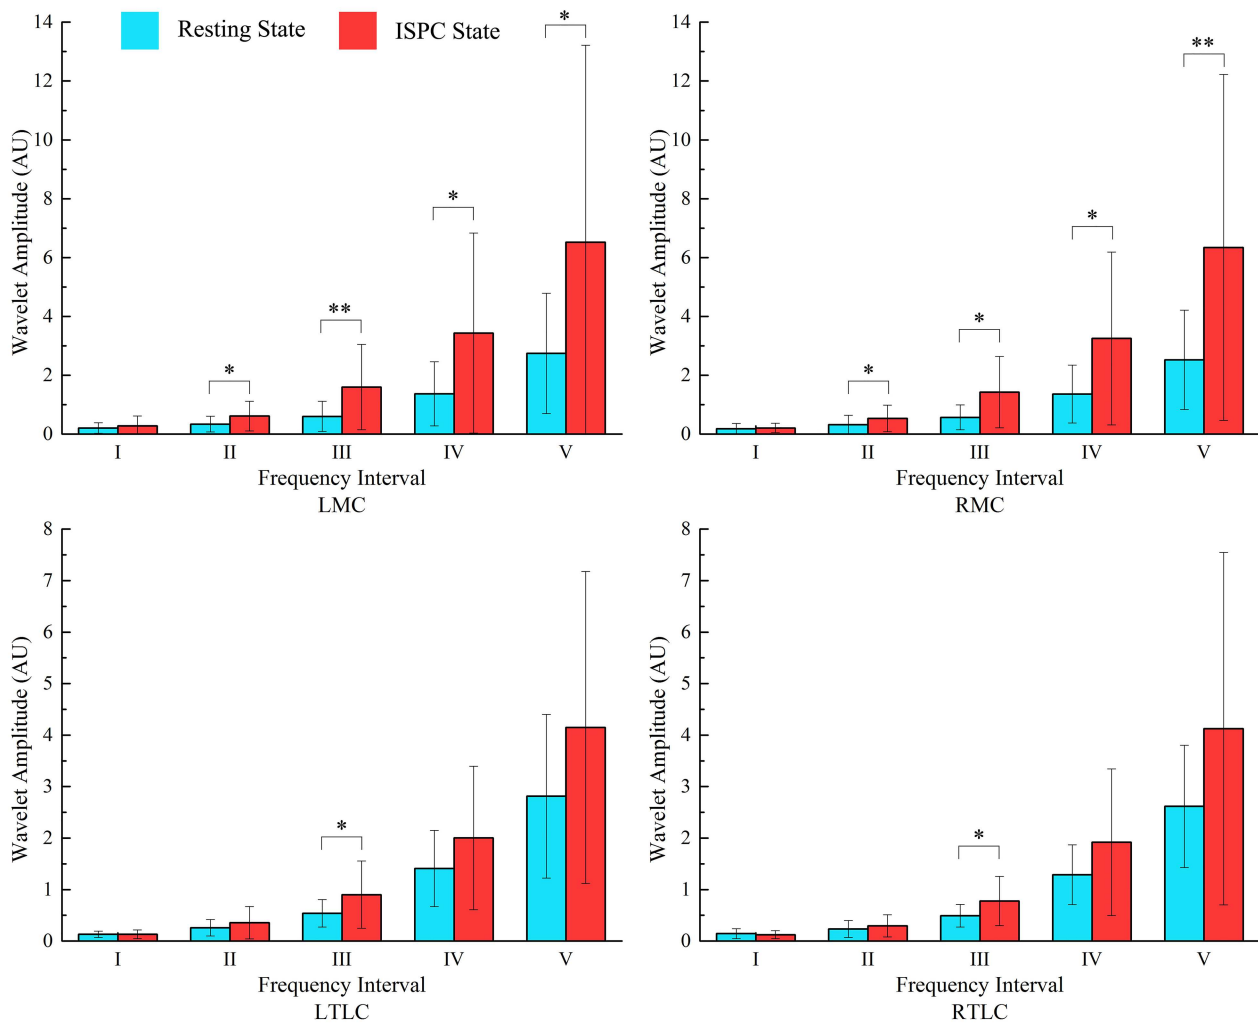 Resting State
ISPC State
Wavelet Amplitude (AU)
14
12
10
8
6
4
2
0
*
**
*
*
I II III IV V
Frequency Interval
LMC
Wavelet Amplitude (AU)
14
12
10
8
6
4
2
0
*
*
*
**
I II III IV V
Frequency Interval
RMC
Wavelet Amplitude (AU)
8
7
6
5
4
3
2
1
0
*
I II III IV V
Frequency Interval
LTLC
Wavelet Amplitude (AU)
8
7
6
5
4
3
2
1
0
*
I II III IV V
Frequency Interval
RTLC